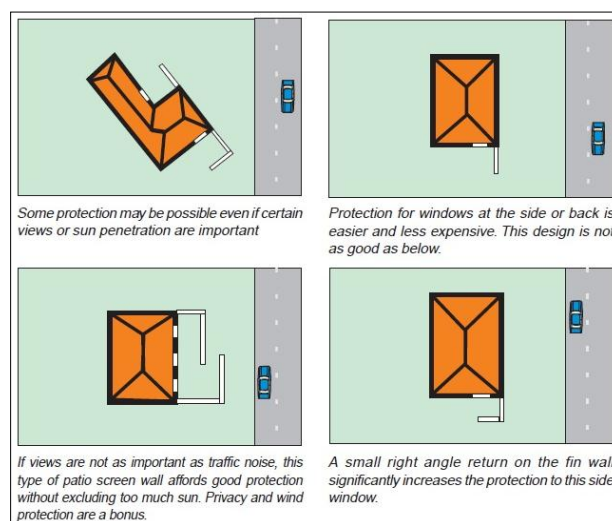 Some protection may be possible even if certain
views or sun penetration are important
Protection for windows at the side or back is
easier and less expensive. This design is not
as good as below.
If views are not as important as traffic noise, this
type of patio screen wall affords good protection
without excluding too much sun. Privacy and wind
protection are a bonus.
A small right angle return on the fin wall
significantly increases the protection to this side
window.